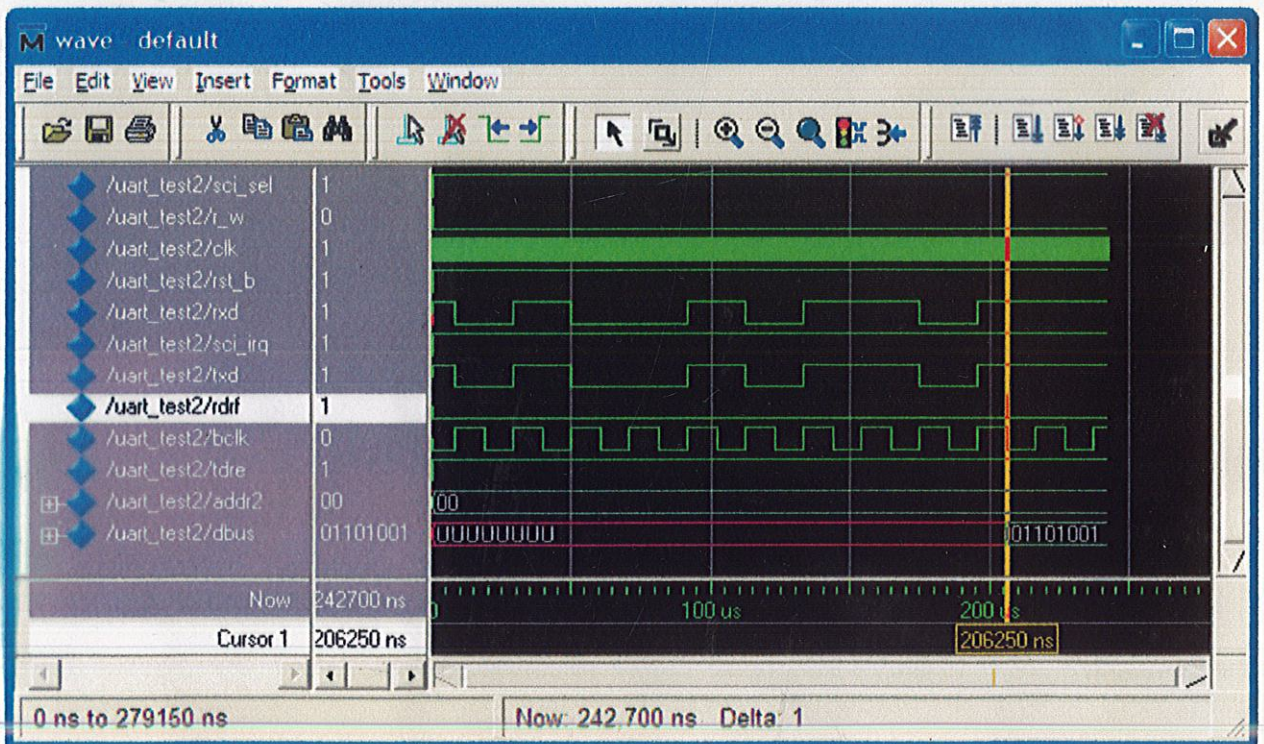 wave - default
File Edit View Insert Format Tools Window
/uart_test2/sci_sel 1
/uart_test2/r_w 0
/uart_test2/clk 1
/uart_test2/rst_b 1
/uart_test2/rxd 1
/uart_test2/sci_irq 1
/uart_test2/txd 1
/uart_test2/rdrf 1
/uart_test2/bclk 0
/uart_test2/tdre 1
/uart_test2/addr2 00 00
/uart_test2/dbus 01101001 UUUUUUUU 01101001
Now 242700 ns 0 100 us 200 us
Cursor 1 206250 ns 206250 ns
0 ns to 279150 ns Now: 242,700 ns Delta: 1